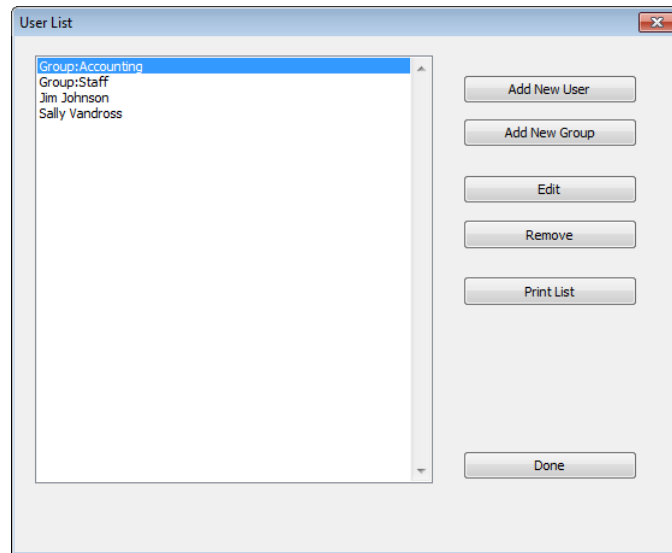 User List
Group:Accounting
Group:Staff
Jim Johnson
Sally Vandross
Add New User
Add New Group
Edit
Remove
Print List
Done